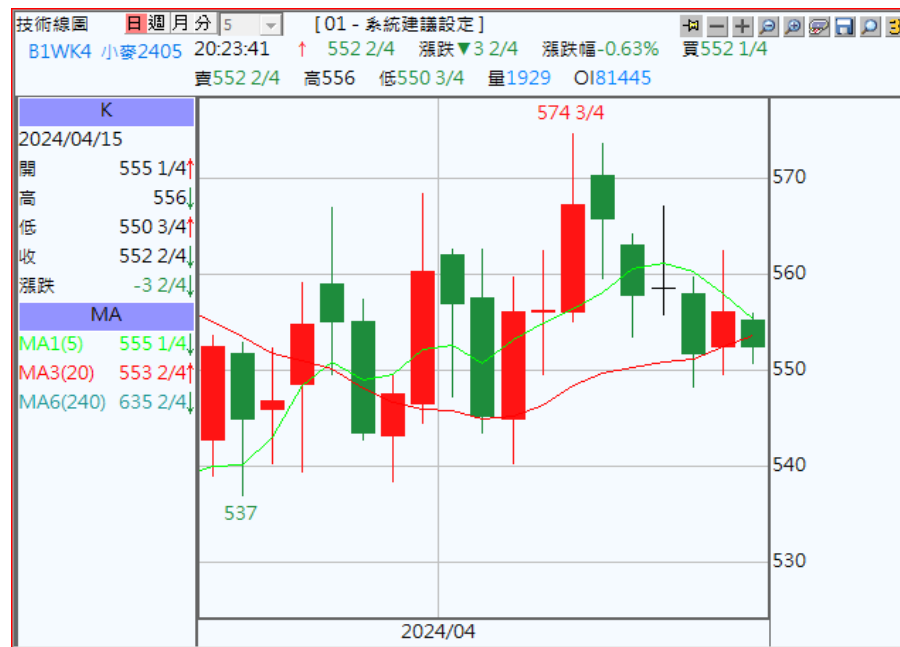 技術線圖 日 週 月 分 5 [ 01 - 系統建議設定 ]
B1WK4 小麥2405 20:23:41 ↑ 552 2/4 漲跌▼3 2/4 漲跌幅-0.63% 買552 1/4
賣552 2/4 高556 低550 3/4 量1929 OI81445
K
2024/04/15
開 555 1/4↑
高 556↓
低 550 3/4↑
收 552 2/4↓
漲跌 -3 2/4↓
MA
MA1(5) 555 1/4↓
MA3(20) 553 2/4↑
MA6(240) 635 2/4↓
574 3/4
537
570
560
550
540
530
2024/04